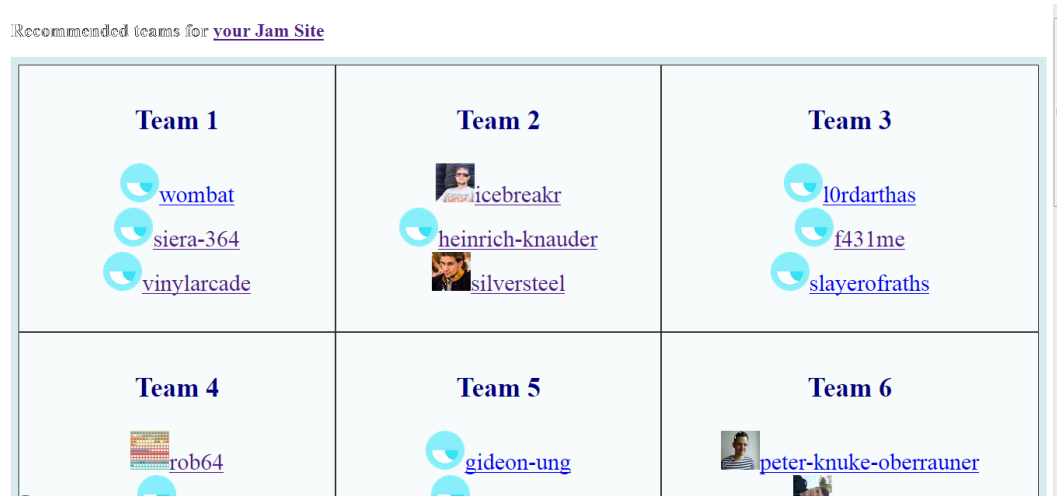 Recommended teams for your Jam Site
Team 1
wombat
siera-364
vinylarcade
Team 2
icebreakr
heinrich-knauder
silversteel
Team 3
l0rdarthas
f431me
slayerofraths
Team 4
rob64
Team 5
gideon-ung
Team 6
peter-knuke-oberrauner